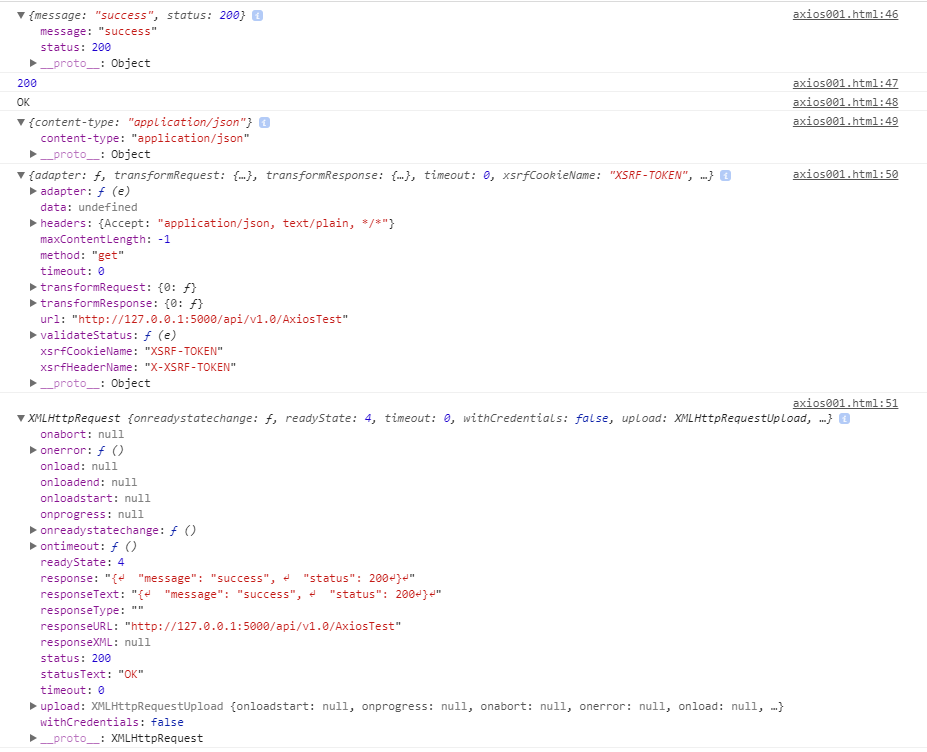 ▼{message: "success", status: 200} i axios001.html:46
message: "success"
status: 200
▶__proto__: Object
200 axios001.html:47
OK axios001.html:48
▼{content-type: "application/json"} i axios001.html:49
content-type: "application/json"
▶__proto__: Object
▼{adapter: ƒ, transformRequest: {…}, transformResponse: {…}, timeout: 0, xsrfCookieName: "XSRF-TOKEN", …} i axios001.html:50
▶adapter: ƒ (e)
data: undefined
▶headers: {Accept: "application/json, text/plain, */*"}
maxContentLength: -1
method: "get"
timeout: 0
▶transformRequest: {0: ƒ}
▶transformResponse: {0: ƒ}
url: "http://127.0.0.1:5000/api/v1.0/AxiosTest"
▶validateStatus: ƒ (e)
xsrfCookieName: "XSRF-TOKEN"
xsrfHeaderName: "X-XSRF-TOKEN"
▶__proto__: Object
axios001.html:51
▼XMLHttpRequest {onreadystatechange: ƒ, readyState: 4, timeout: 0, withCredentials: false, upload: XMLHttpRequestUpload, …} i
onabort: null
▶onerror: ƒ ()
onload: null
onloadend: null
onloadstart: null
onprogress: null
▶onreadystatechange: ƒ ()
▶ontimeout: ƒ ()
readyState: 4
response: "{↵  "message": "success", ↵  "status": 200↵}↵"
responseText: "{↵  "message": "success", ↵  "status": 200↵}↵"
responseType: ""
responseURL: "http://127.0.0.1:5000/api/v1.0/AxiosTest"
responseXML: null
status: 200
statusText: "OK"
timeout: 0
▶upload: XMLHttpRequestUpload {onloadstart: null, onprogress: null, onabort: null, onerror: null, onload: null, …}
withCredentials: false
▶__proto__: XMLHttpRequest